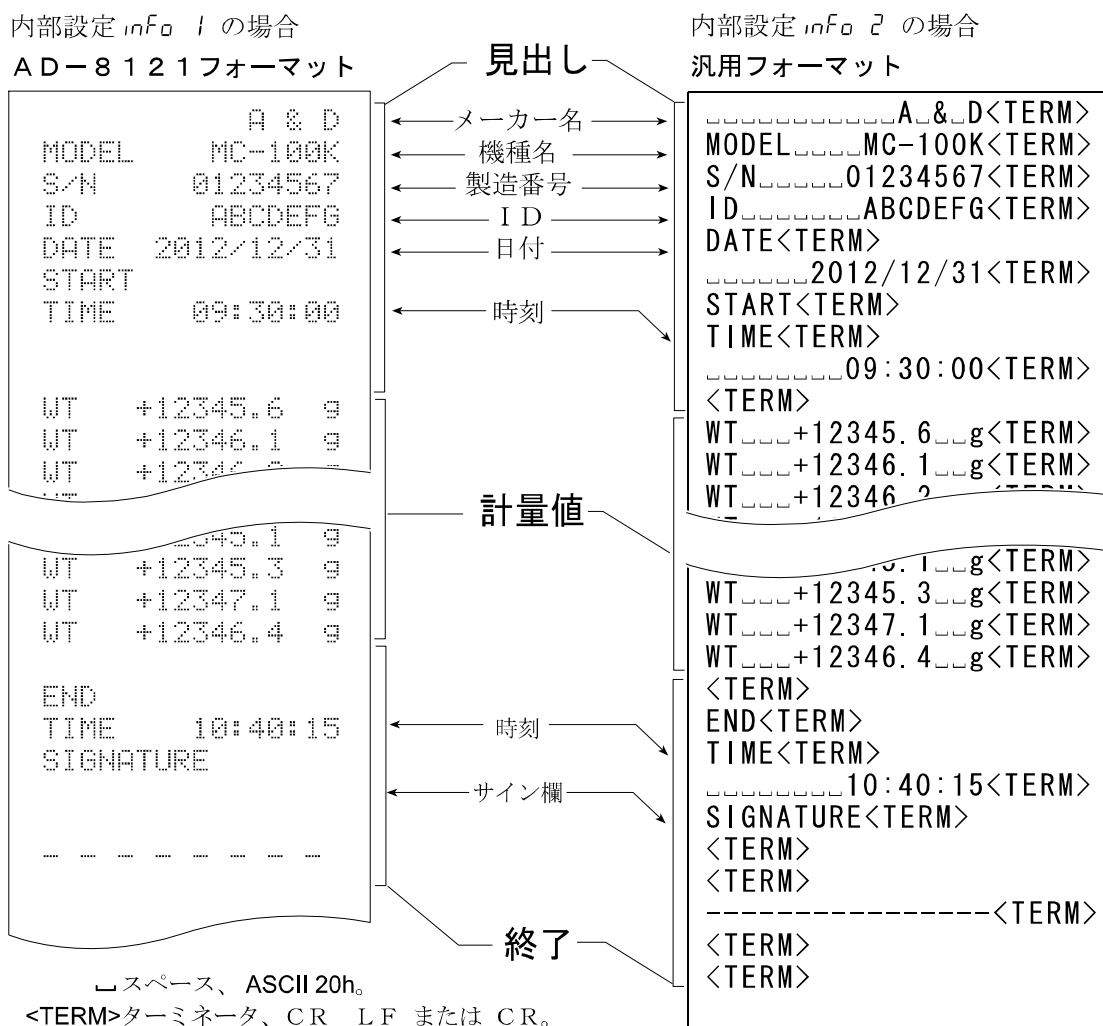 内部設定 inFo 1 の場合
AD－8121フォーマット
A & D
MODEL MC-100K
S/N 01234567
ID ABCDEFG
DATE 2012/12/31
START
TIME 09:30:00
WT +12345.6 g
WT +12346.1 g
WT
5.1 g
WT +12345.3 g
WT +12347.1 g
WT +12346.4 g
END
TIME 10:40:15
SIGNATURE
_ _ _ _ _ _ _ _
見出し
メーカー名
機種名
製造番号
ＩＤ
日付
時刻
計量値
時刻
サイン欄
終了
内部設定 inFo 2 の場合
汎用フォーマット
␣␣␣␣␣␣␣␣␣␣␣A␣&␣D<TERM>
MODEL␣␣␣␣MC-100K<TERM>
S/N␣␣␣␣␣01234567<TERM>
ID␣␣␣␣␣␣␣ABCDEFG<TERM>
DATE<TERM>
␣␣␣␣␣␣2012/12/31<TERM>
START<TERM>
TIME<TERM>
␣␣␣␣␣␣␣␣09:30:00<TERM>
<TERM>
WT␣␣␣+12345.6␣␣g<TERM>
WT␣␣␣+12346.1␣␣g<TERM>
WT␣␣␣+12346.2
.1␣␣g<TERM>
WT␣␣␣+12345.3␣␣g<TERM>
WT␣␣␣+12347.1␣␣g<TERM>
WT␣␣␣+12346.4␣␣g<TERM>
<TERM>
END<TERM>
TIME<TERM>
␣␣␣␣␣␣␣␣10:40:15<TERM>
SIGNATURE<TERM>
<TERM>
<TERM>
----------------<TERM>
<TERM>
<TERM>
␣スペース、ASCII 20h。
<TERM>ターミネータ、ＣＲ　ＬＦ または ＣＲ。